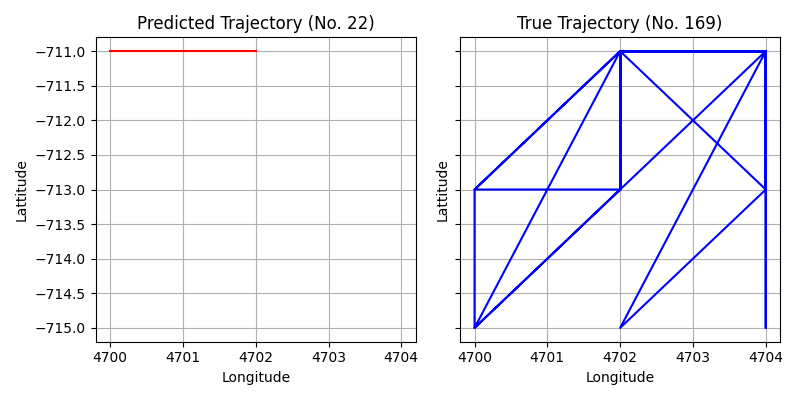 Predicted Trajectory (No. 22)
True Trajectory (No. 169)
−711.0
−711.5
−712.0
−712.5
−713.0
−713.5
−714.0
−714.5
−715.0
Lattitude
Lattitude
4700 4701 4702 4703 4704
4700 4701 4702 4703 4704
Longitude
Longitude